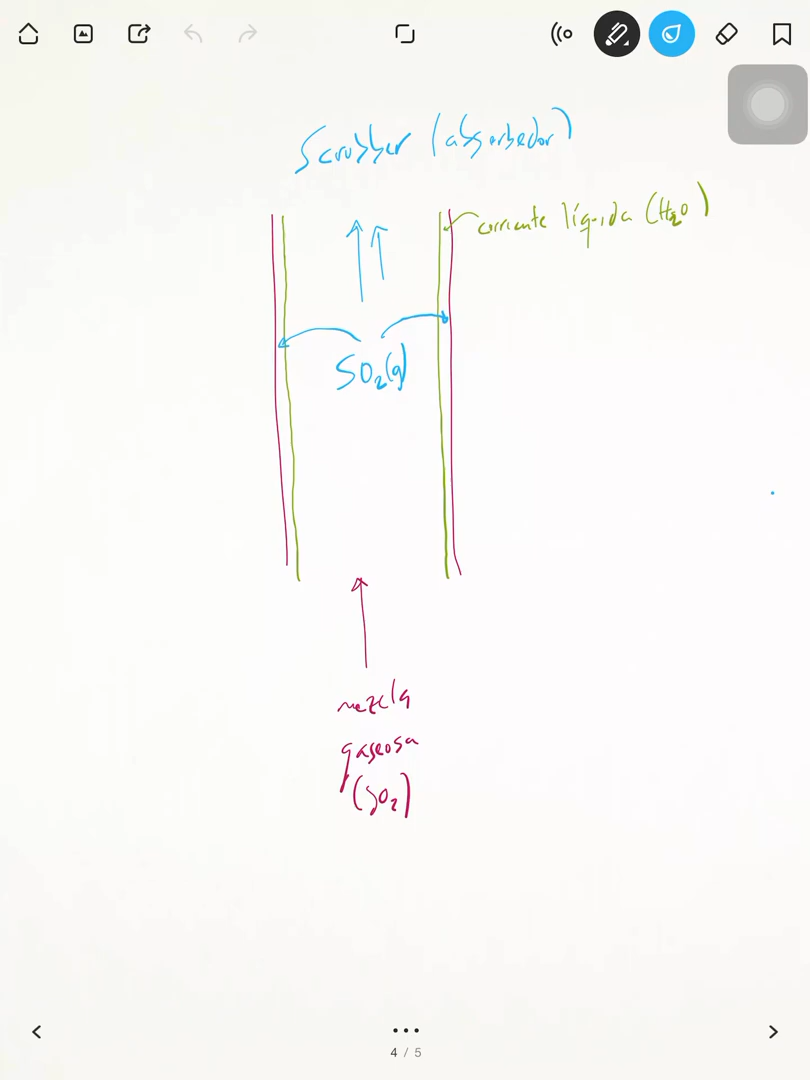 Scrubber (absorbedor)
corriente líquida (H₂O)
SO₂(g)
mezcla
gaseosa
(SO₂)
4 / 5